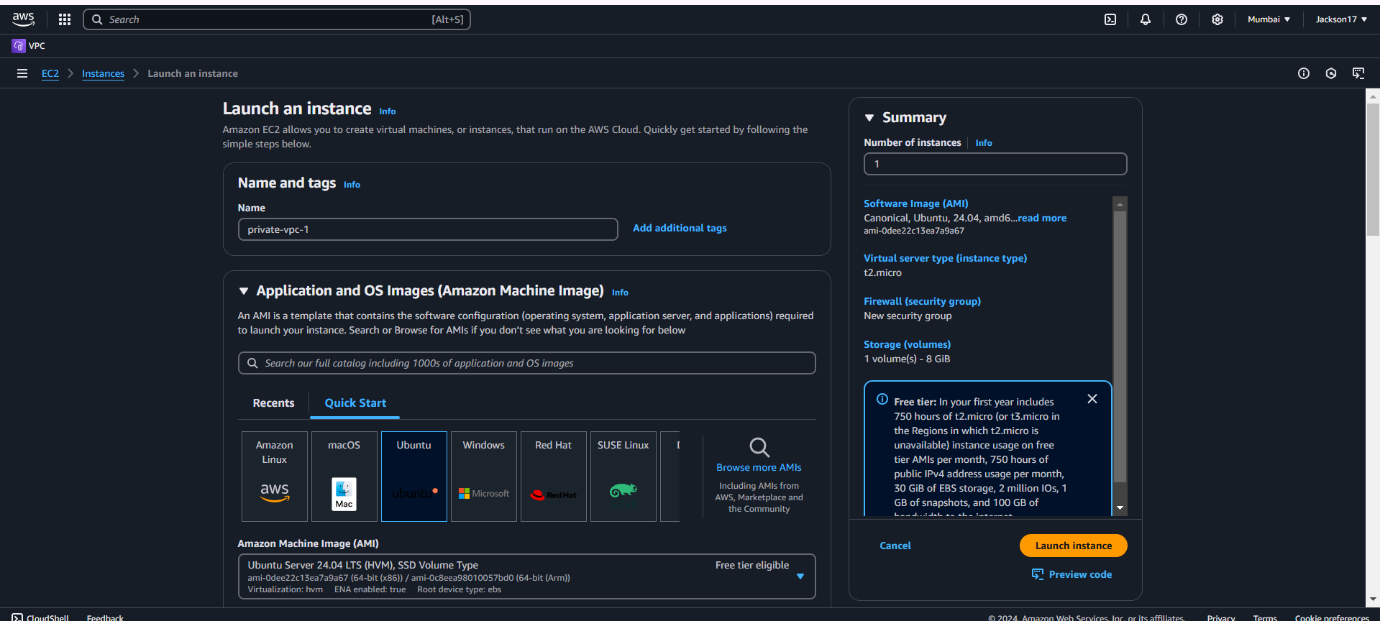 aws
Search [Alt+S]
Mumbai ▼ Jackson17 ▼
VPC
EC2 > Instances > Launch an instance
Launch an instance Info
Amazon EC2 allows you to create virtual machines, or instances, that run on the AWS Cloud. Quickly get started by following the
simple steps below.
Name and tags Info
Name
private-vpc-1
Add additional tags
▼ Application and OS Images (Amazon Machine Image) Info
An AMI is a template that contains the software configuration (operating system, application server, and applications) required
to launch your instance. Search or Browse for AMIs if you don't see what you are looking for below
Search our full catalog including 1000s of application and OS images
Recents
Quick Start
Amazon
Linux
aws
macOS
Mac
Ubuntu
ubuntu
Windows
Microsoft
Red Hat
Red Hat
SUSE Linux
Browse more AMIs
Including AMIs from
AWS, Marketplace and
the Community
Amazon Machine Image (AMI)
Ubuntu Server 24.04 LTS (HVM), SSD Volume Type
Free tier eligible
ami-0dee22c13ea7a9a67 (64-bit (x86)) / ami-0c8eea98010057bd0 (64-bit (Arm))
Virtualization: hvm ENA enabled: true Root device type: ebs
▼ Summary
Number of instances Info
1
Software Image (AMI)
Canonical, Ubuntu, 24.04, amd6...read more
ami-0dee22c13ea7a9a67
Virtual server type (instance type)
t2.micro
Firewall (security group)
New security group
Storage (volumes)
1 volume(s) - 8 GiB
Free tier: In your first year includes
750 hours of t2.micro (or t3.micro in
the Regions in which t2.micro is
unavailable) instance usage on free
tier AMIs per month, 750 hours of
public IPv4 address usage per month,
30 GiB of EBS storage, 2 million IOs, 1
GB of snapshots, and 100 GB of
bandwidth to the internet.
Cancel
Launch instance
Preview code
CloudShell Feedback
© 2024, Amazon Web Services, Inc. or its affiliates. Privacy Terms Cookie preferences